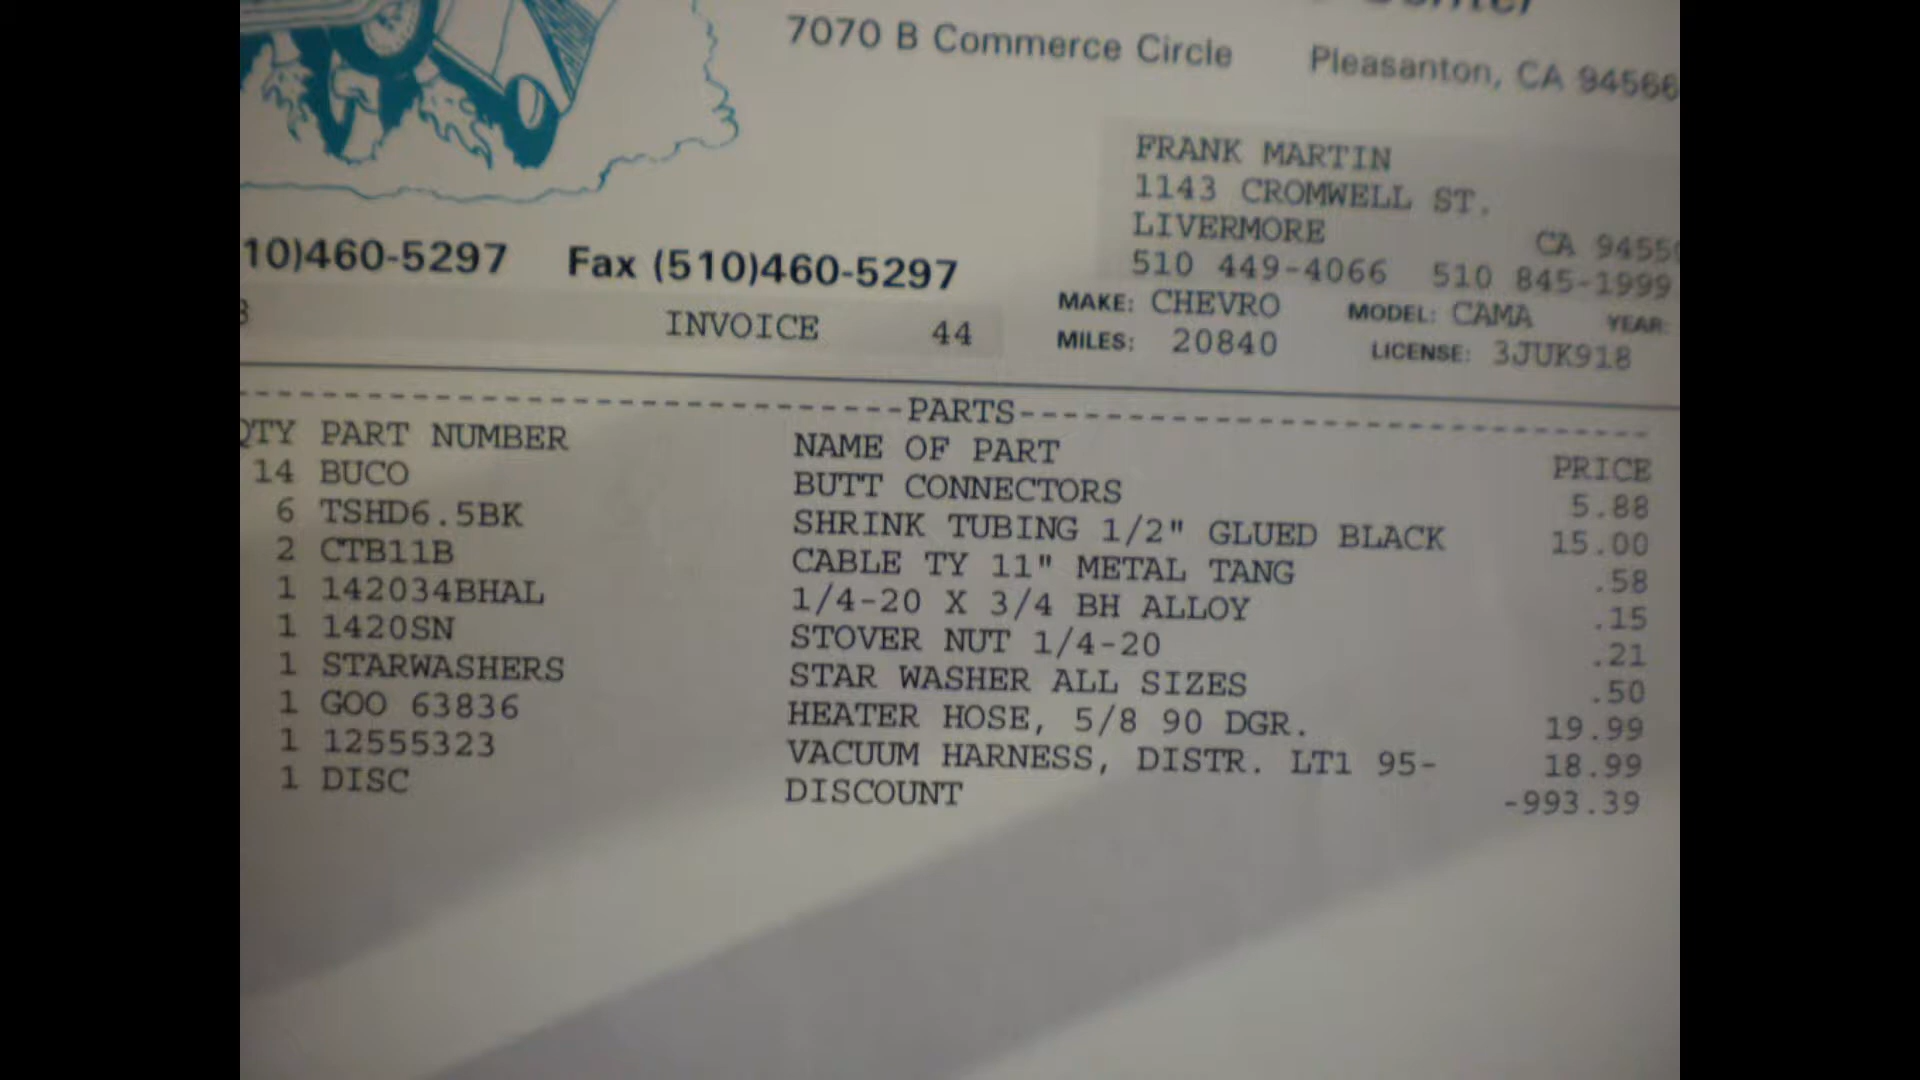 7070 B Commerce Circle Pleasanton, CA 94566
FRANK MARTIN
1143 CROMWELL ST.
LIVERMORE CA 9455
510 449-4066 510 845-1999
10)460-5297 Fax (510)460-5297
MAKE: CHEVRO MODEL: CAMA YEAR:
INVOICE 44
MILES: 20840 LICENSE: 3JUK918
PARTS
QTY PART NUMBER NAME OF PART PRICE
14 BUCO BUTT CONNECTORS 5.88
6 TSHD6.5BK SHRINK TUBING 1/2" GLUED BLACK 15.00
2 CTB11B CABLE TY 11" METAL TANG .58
1 142034BHAL 1/4-20 X 3/4 BH ALLOY .15
1 1420SN STOVER NUT 1/4-20 .21
1 STARWASHERS STAR WASHER ALL SIZES .50
1 GOO 63836 HEATER HOSE, 5/8 90 DGR. 19.99
1 12555323 VACUUM HARNESS, DISTR. LT1 95- 18.99
1 DISC DISCOUNT -993.39